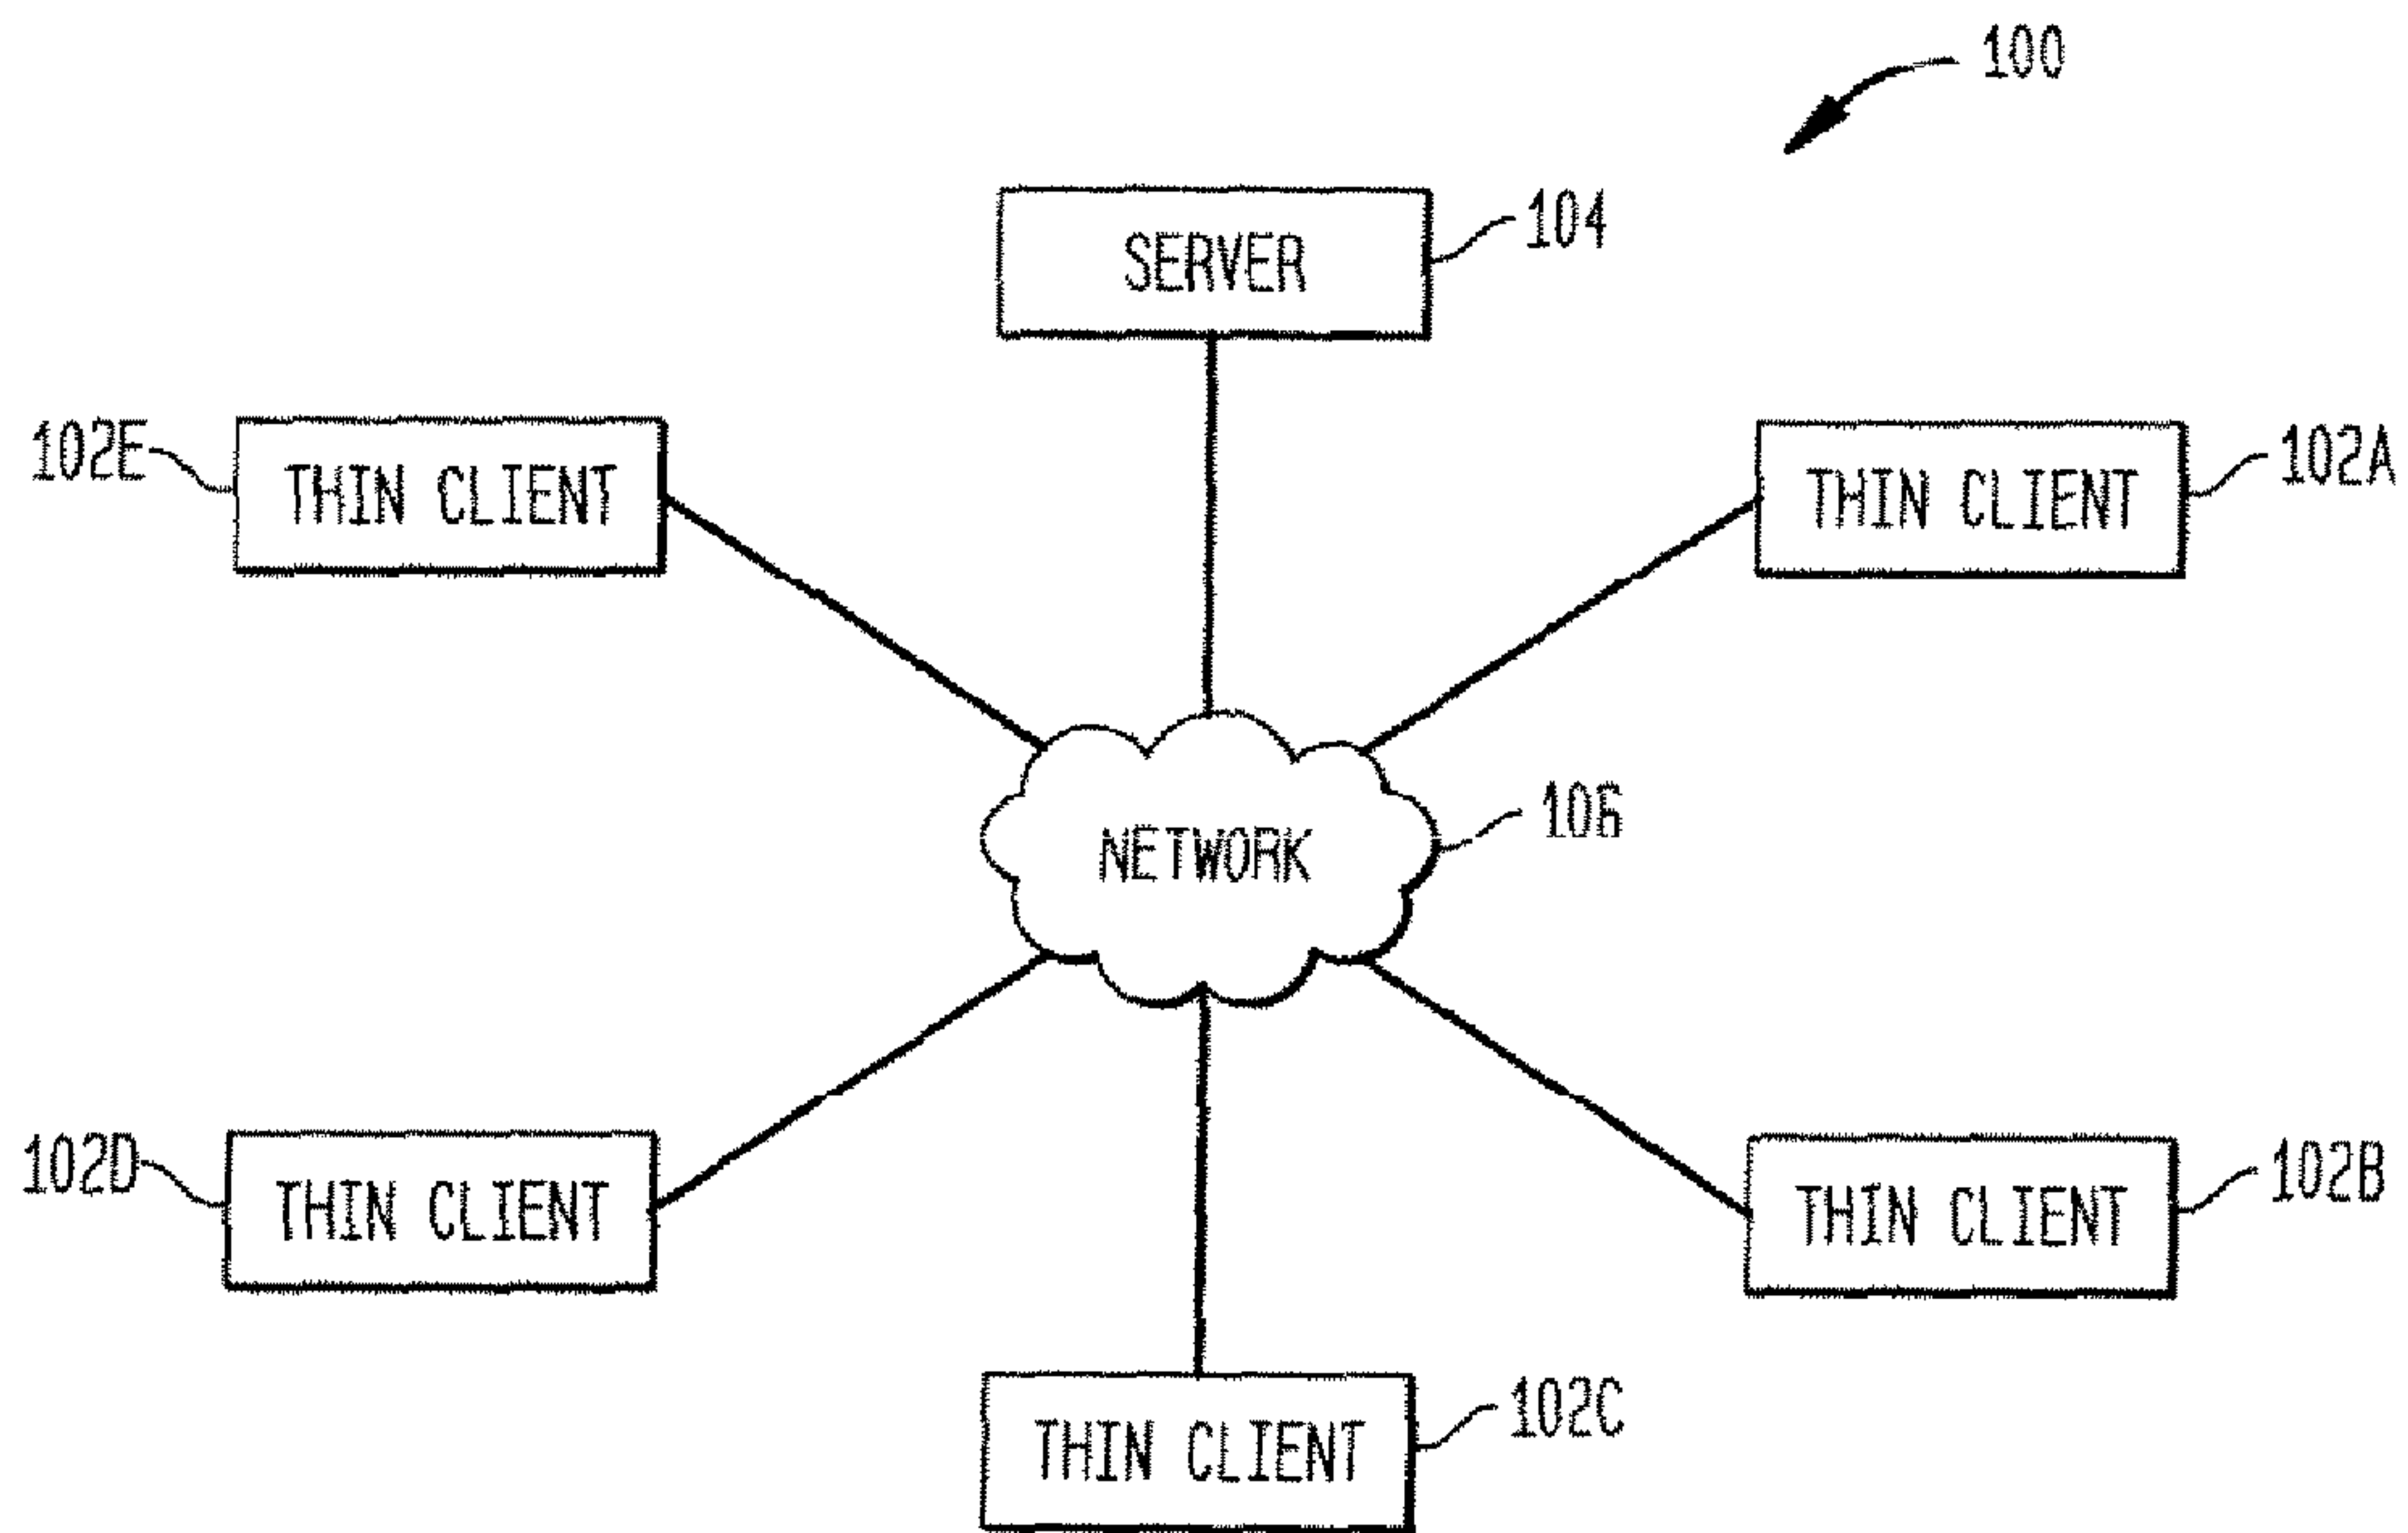 100
SERVER
104
102E
THIN CLIENT
THIN CLIENT
102A
NETWORK
106
102D
THIN CLIENT
THIN CLIENT
102B
THIN CLIENT
102C